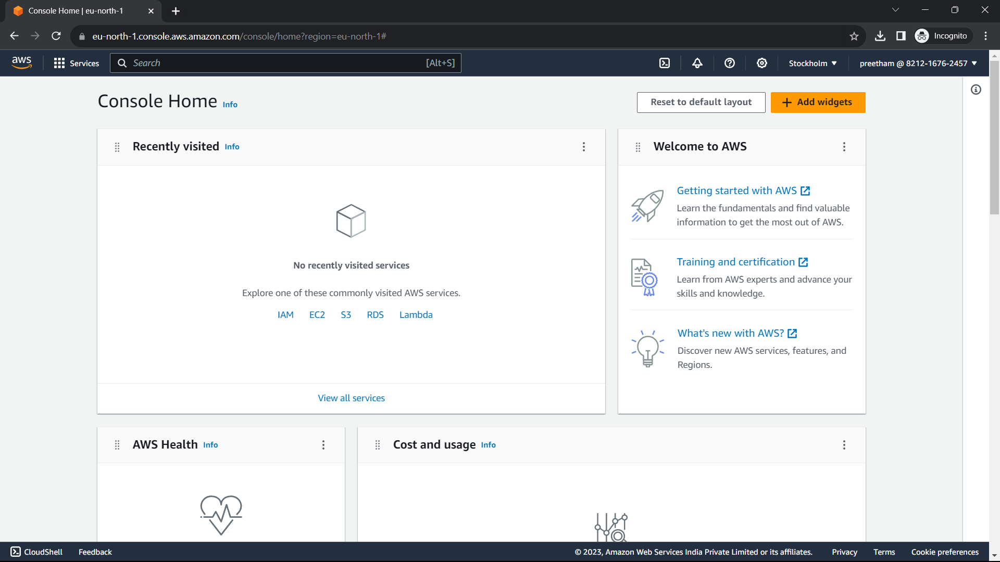 Console Home | eu-north-1
eu-north-1.console.aws.amazon.com/console/home?region=eu-north-1#
Incognito
aws
Services
Search
[Alt+S]
Stockholm
preetham @ 8212-1676-2457
Console Home Info
Reset to default layout
Add widgets
Recently visited Info
No recently visited services
Explore one of these commonly visited AWS services.
IAM EC2 S3 RDS Lambda
View all services
Welcome to AWS
Getting started with AWS
Learn the fundamentals and find valuable
information to get the most out of AWS.
Training and certification
Learn from AWS experts and advance your
skills and knowledge.
What's new with AWS?
Discover new AWS services, features, and
Regions.
AWS Health Info
Cost and usage Info
CloudShell
Feedback
© 2023, Amazon Web Services India Private Limited or its affiliates.
Privacy
Terms
Cookie preferences